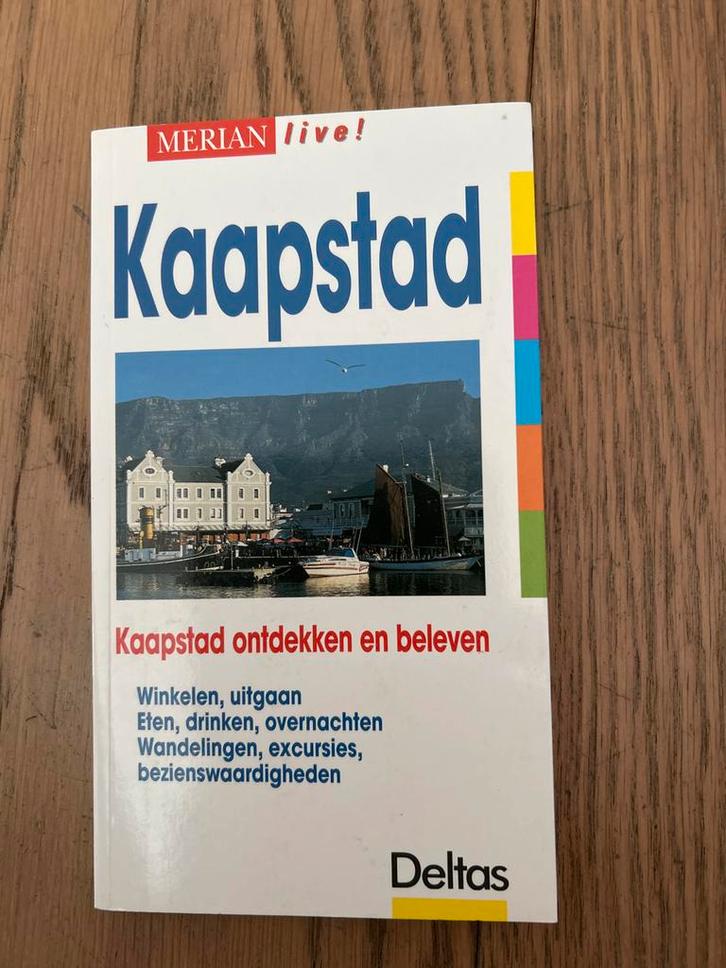 MERIAN live!
Kaapstad
Kaapstad ontdekken en beleven
Winkelen, uitgaan
Eten, drinken, overnachten
Wandelingen, excursies,
bezienswaardigheden
Deltas